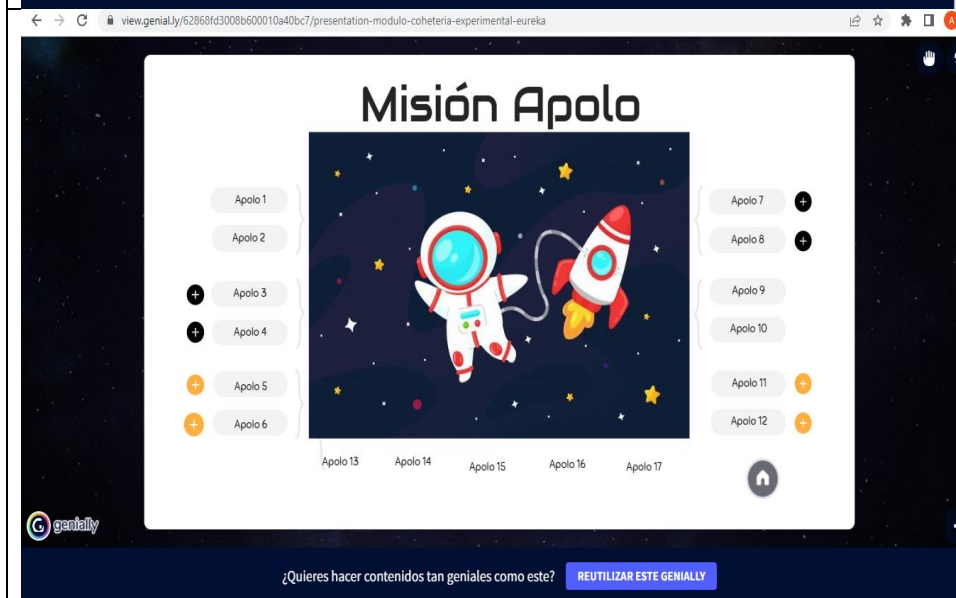 view.genial.ly/62868fd3008b600010a40bc7/presentation-modulo-coheteria-experimental-eureka
A
Misión Apolo
Apolo 1
Apolo 2
Apolo 3
Apolo 4
Apolo 5
Apolo 6
Apolo 7
Apolo 8
Apolo 9
Apolo 10
Apolo 11
Apolo 12
Apolo 13 Apolo 14 Apolo 15 Apolo 16 Apolo 17
genially
¿Quieres hacer contenidos tan geniales como este? REUTILIZAR ESTE GENIALLY